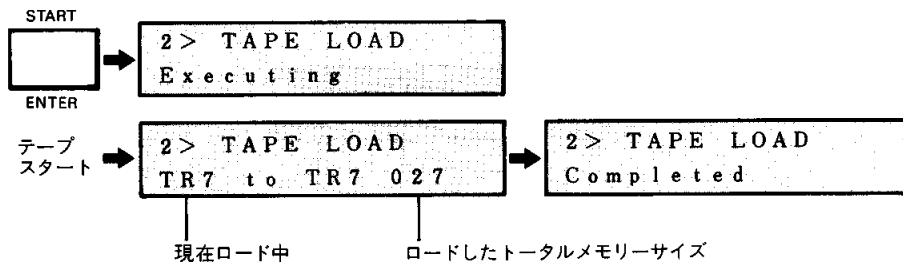 START
ENTER
2> TAPE LOAD
Executing
テープ
スタート
2> TAPE LOAD
TR7 to TR7 027
2> TAPE LOAD
Completed
現在ロード中
ロードしたトータルメモリーサイズ